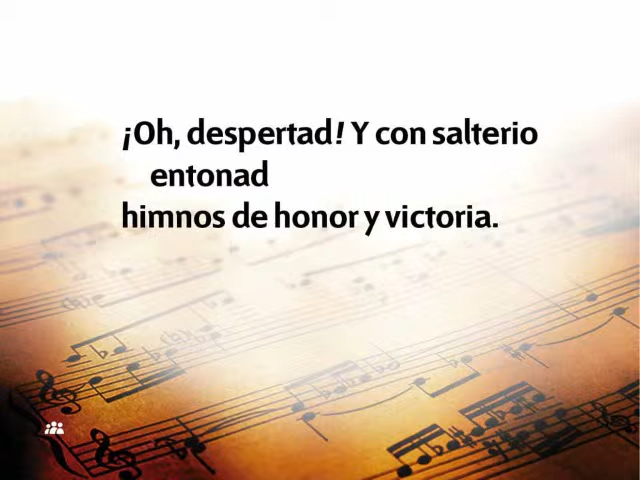 ¡Oh, despertad! Y con salterio
entonad
himnos de honor y victoria.